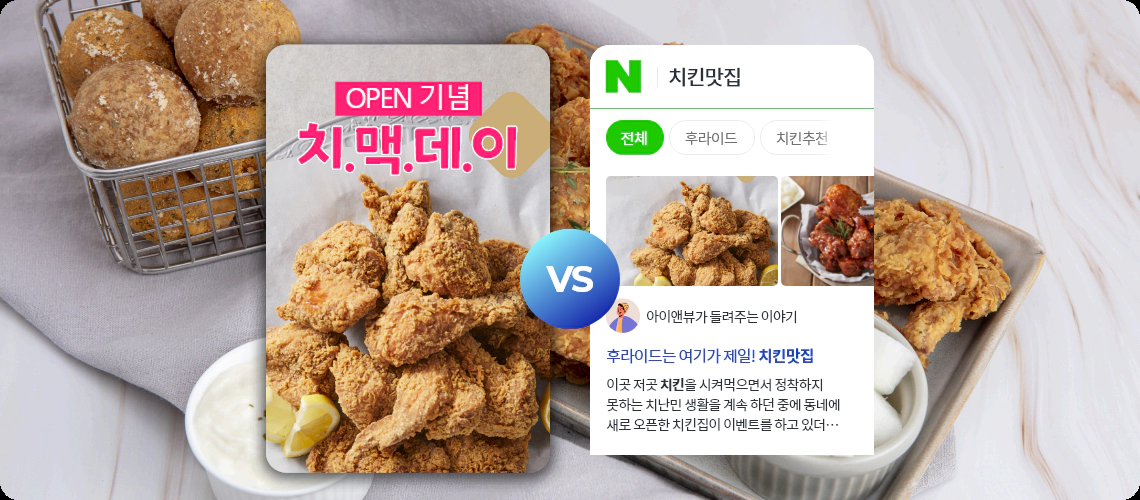 OPEN 기념
치.맥.데.이
VS
N 치킨맛집
전체 후라이드 치킨추천
아이앤뷰가 들려주는 이야기
후라이드는 여기가 제일! 치킨맛집
이곳 저곳 치킨을 시켜먹으면서 정착하지
못하는 치난민 생활을 계속 하던 중에 동네에
새로 오픈한 치킨집이 이벤트를 하고 있더…